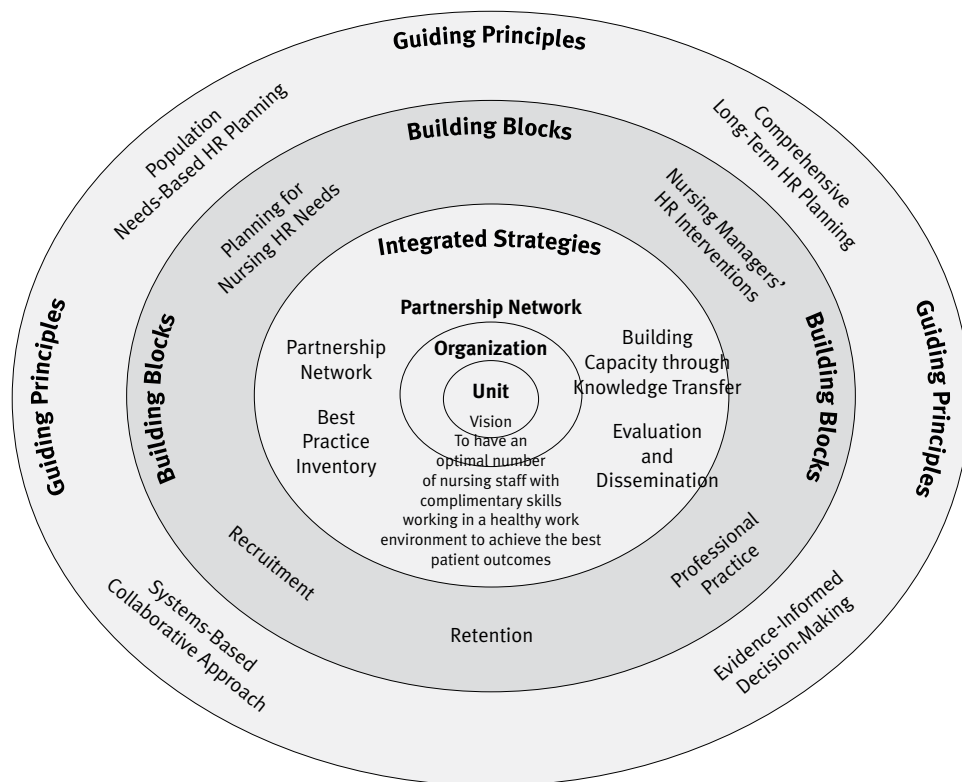 Guiding Principles
Population
Needs-Based HR Planning
Comprehensive
Long-Term HR Planning
Building Blocks
Planning for
Nursing HR Needs
Nursing Managers’
HR Interventions
Integrated Strategies
Partnership Network
Organization
Unit
Vision
To have an
optimal number
of nursing staff with
complimentary skills
working in a healthy work
environment to achieve the best
patient outcomes
Partnership
Network
Best
Practice
Inventory
Building
Capacity through
Knowledge Transfer
Evaluation
and
Dissemination
Guiding Principles
Building Blocks
Building Blocks
Guiding Principles
Recruitment
Retention
Professional
Practice
Systems-Based
Collaborative Approach
Evidence-Informed
Decision-Making